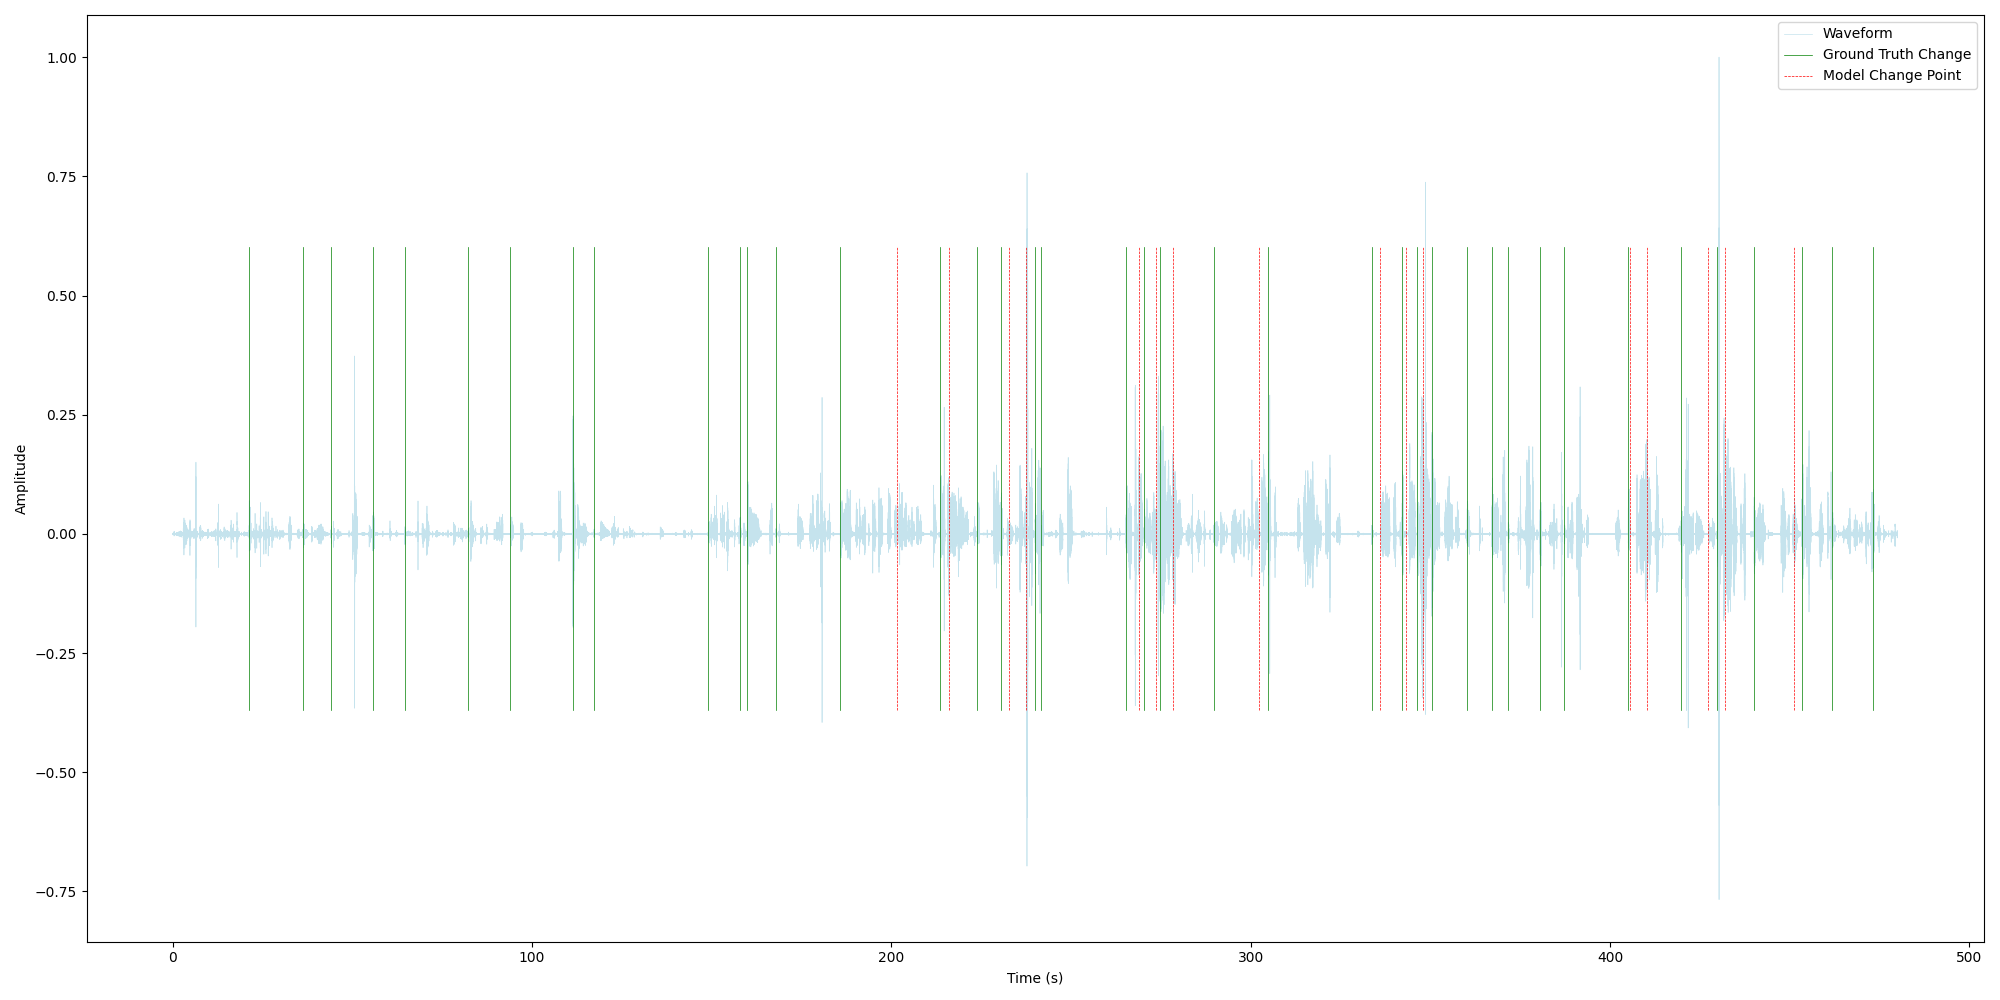 Waveform
Ground Truth Change
Model Change Point
1.00
0.75
0.50
0.25
0.00
−0.25
−0.50
−0.75
Amplitude
0 100 200 300 400 500
Time (s)